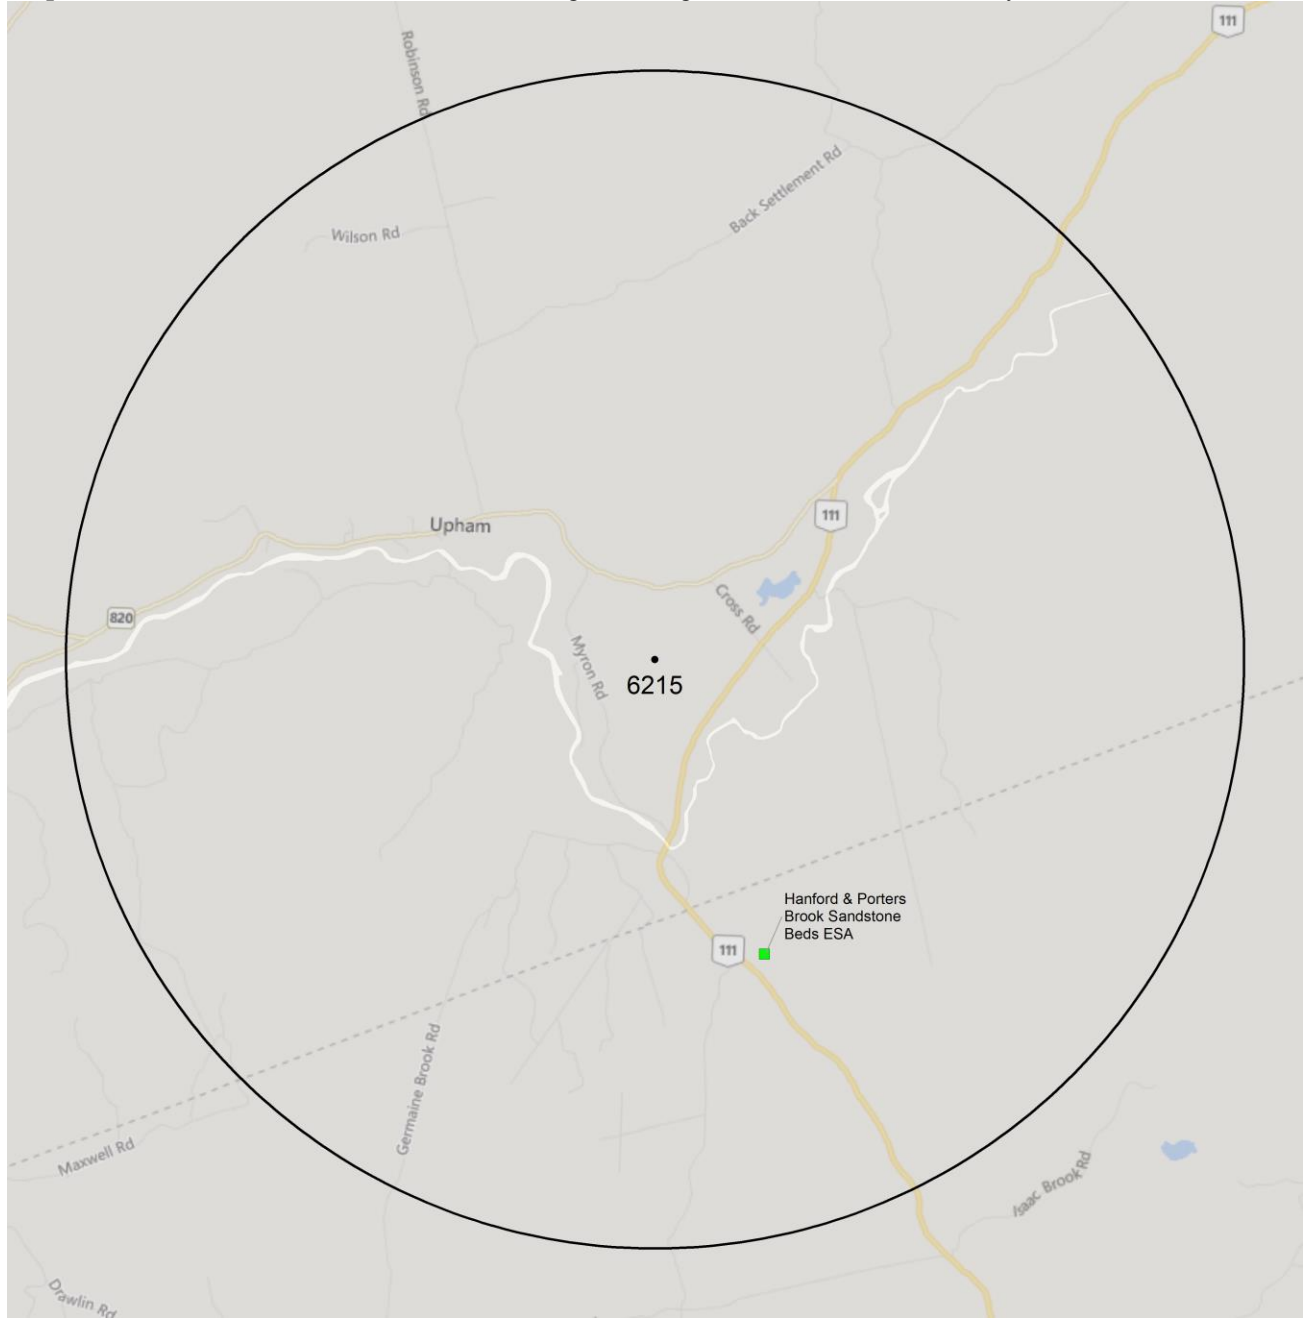 111
Robinson Rd
Back Settlement Rd
Wilson Rd
111
Upham
Cross Rd
820
Myron Rd
6215
Hanford & Porters
Brook Sandstone
Beds ESA
111
Germaine Brook Rd
Maxwell Rd
Isaac Brook Rd
Drawlin Rd